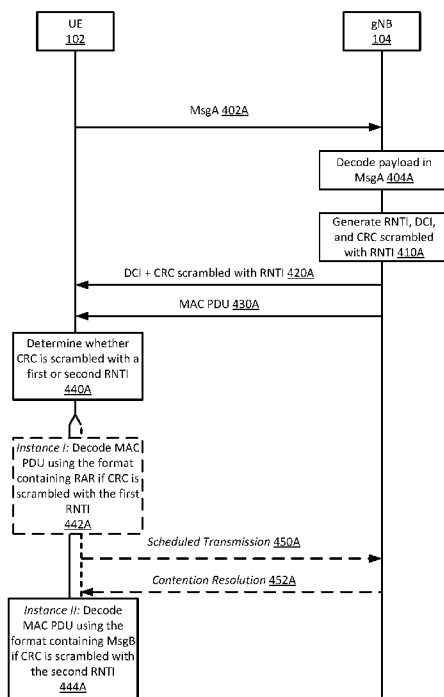 UE
102
gNB
104
MsgA 402A
Decode payload in
MsgA 404A
Generate RNTI, DCI,
and CRC scrambled
with RNTI 410A
DCI + CRC scrambled with RNTI 420A
MAC PDU 430A
Determine whether
CRC is scrambled with a
first or second RNTI
440A
Instance I: Decode MAC
PDU using the format
containing RAR if CRC is
scrambled with the first
RNTI
442A
Scheduled Transmission 450A
Contention Resolution 452A
Instance II: Decode
MAC PDU using the
format containing MsgB
if CRC is scrambled with
the second RNTI
444A